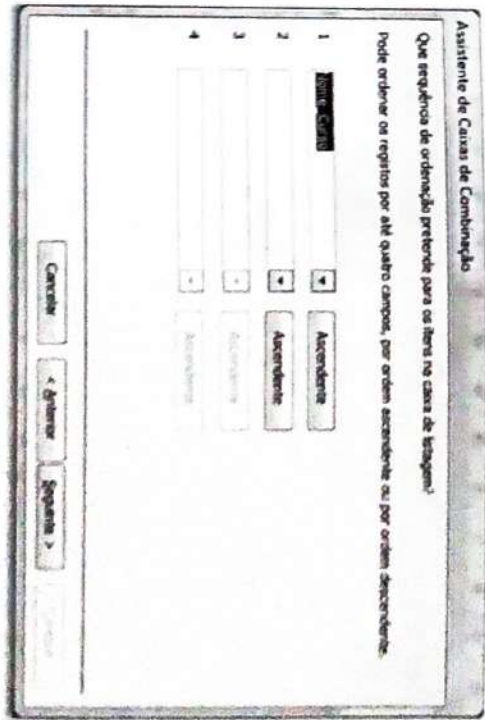 Assistente de Caixas de Combinação
Que sequência de ordenação pretende para os itens na caixa de listagem?
Pode ordenar os registos por até quatro campos, por ordem ascendente ou por ordem descendente.
1 Nome_Curso Ascendente
2 Ascendente
3 Ascendente
4 Ascendente
Cancelar < Anterior Seguinte >